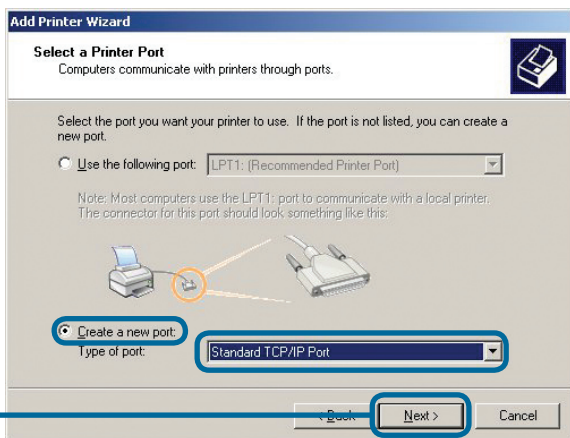 Add Printer Wizard
Select a Printer Port
Computers communicate with printers through ports.
Select the port you want your printer to use. If the port is not listed, you can create a
new port.
Use the following port: LPT1: (Recommended Printer Port)
Note: Most computers use the LPT1: port to communicate with a local printer.
The connector for this port should look something like this:
Create a new port:
Type of port: Standard TCP/IP Port
< Back Next > Cancel